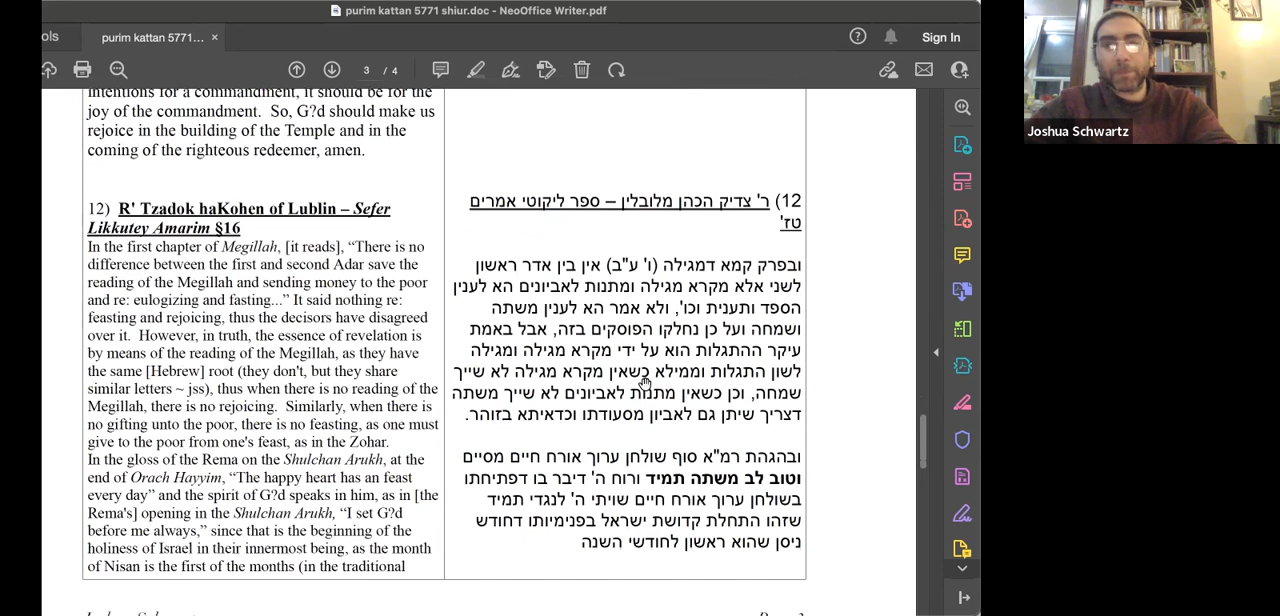 purim kattan 5771 shiur.doc - NeoOffice Writer.pdf
ols
purim kattan 5771... ×
Sign In
3 / 4
intentions for a commandment, it should be for the
joy of the commandment. So, G?d should make us
rejoice in the building of the Temple and in the
coming of the righteous redeemer, amen.
12) R' Tzadok haKohen of Lublin – Sefer
Likkutey Amarim §16
In the first chapter of Megillah, [it reads], “There is no
difference between the first and second Adar save the
reading of the Megillah and sending money to the poor
and re: eulogizing and fasting...” It said nothing re:
feasting and rejoicing, thus the decisors have disagreed
over it. However, in truth, the essence of revelation is
by means of the reading of the Megillah, as they have
the same [Hebrew] root (they don't, but they share
similar letters ~ jss), thus when there is no reading of the
Megillah, there is no rejoicing. Similarly, when there is
no gifting unto the poor, there is no feasting, as one must
give to the poor from one's feast, as in the Zohar.
In the gloss of the Rema on the Shulchan Arukh, at the
end of Orach Hayyim, “The happy heart has an feast
every day” and the spirit of G?d speaks in him, as in [the
Rema's] opening in the Shulchan Arukh, “I set G?d
before me always,” since that is the beginning of the
holiness of Israel in their innermost being, as the month
of Nisan is the first of the months (in the traditional
12) ר' צדיק הכהן מלובלין – ספר ליקוטי אמרים
טז'
ובפרק קמא דמגילה (ו' ע"ב) אין בין אדר ראשון
לשני אלא מקרא מגילה ומתנות לאביונים הא לענין
הספד ותענית וכו', ולא אמר הא לענין משתה
ושמחה ועל כן נחלקו הפוסקים בזה, אבל באמת
עיקר ההתגלות הוא על ידי מקרא מגילה ומגילה
לשון התגלות וממילא כשאין מקרא מגילה לא שייך
שמחה, וכן כשאין מתנות לאביונים לא שייך משתה
דצריך שיתן גם לאביון מסעודתו וכדאיתא בזוהר.
ובהגהת רמ"א סוף שולחן ערוך אורח חיים מסיים
וטוב לב משתה תמיד ורוח ה' דיבר בו דפתיחתו
בשולחן ערוך אורח חיים שויתי ה' לנגדי תמיד
שזהו התחלת קדושת ישראל בפנימיותו דחודש
ניסן שהוא ראשון לחודשי השנה
Joshua Schwartz